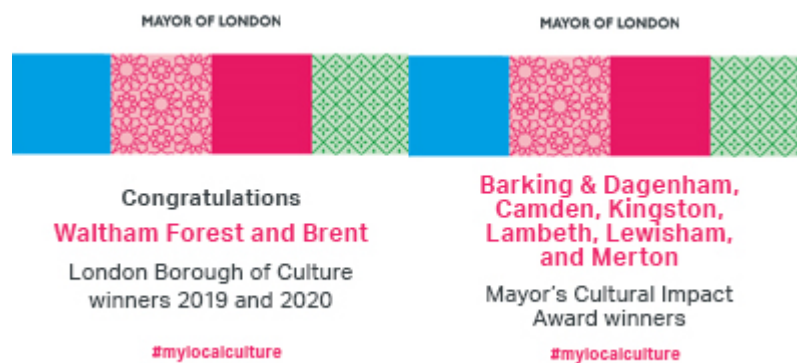 MAYOR OF LONDON
Congratulations
Waltham Forest and Brent
London Borough of Culture
winners 2019 and 2020
#mylocalculture
MAYOR OF LONDON
Barking & Dagenham,
Camden, Kingston,
Lambeth, Lewisham,
and Merton
Mayor's Cultural Impact
Award winners
#mylocalculture